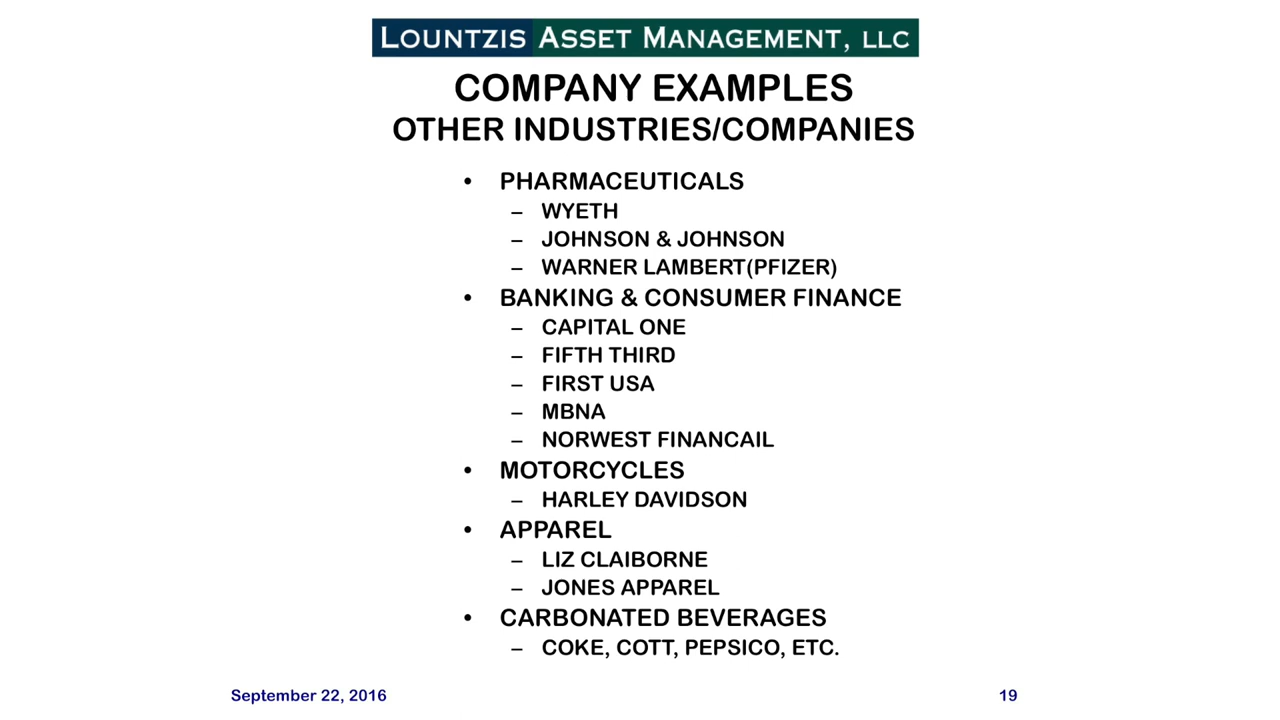 LOUNTZIS ASSET MANAGEMENT, LLC
COMPANY EXAMPLES
OTHER INDUSTRIES/COMPANIES
• PHARMACEUTICALS
– WYETH
– JOHNSON & JOHNSON
– WARNER LAMBERT(PFIZER)
• BANKING & CONSUMER FINANCE
– CAPITAL ONE
– FIFTH THIRD
– FIRST USA
– MBNA
– NORWEST FINANCAIL
• MOTORCYCLES
– HARLEY DAVIDSON
• APPAREL
– LIZ CLAIBORNE
– JONES APPAREL
• CARBONATED BEVERAGES
– COKE, COTT, PEPSICO, ETC.
September 22, 2016 19